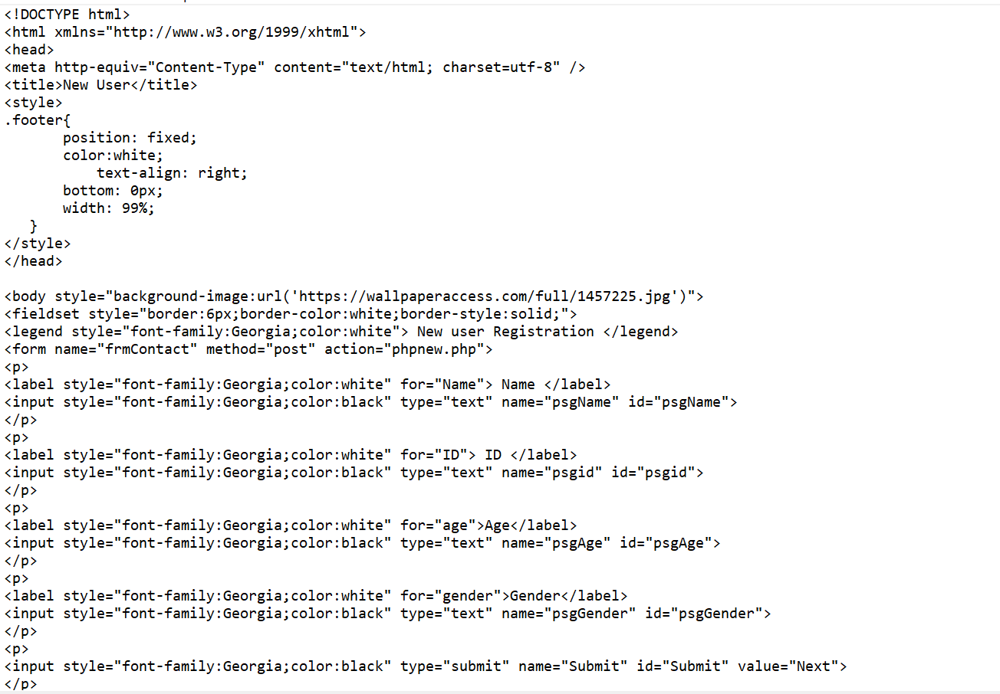 <!DOCTYPE html>
<html xmlns="http://www.w3.org/1999/xhtml">
<head>
<meta http-equiv="Content-Type" content="text/html; charset=utf-8" />
<title>New User</title>
<style>
.footer{
       position: fixed;
       color:white;
           text-align: right;
       bottom: 0px;
       width: 99%;
   }
</style>
</head>

<body style="background-image:url('https://wallpaperaccess.com/full/1457225.jpg')">
<fieldset style="border:6px;border-color:white;border-style:solid;">
<legend style="font-family:Georgia;color:white"> New user Registration </legend>
<form name="frmContact" method="post" action="phpnew.php">
<p>
<label style="font-family:Georgia;color:white" for="Name"> Name </label>
<input style="font-family:Georgia;color:black" type="text" name="psgName" id="psgName">
</p>
<p>
<label style="font-family:Georgia;color:white" for="ID"> ID </label>
<input style="font-family:Georgia;color:black" type="text" name="psgid" id="psgid">
</p>
<p>
<label style="font-family:Georgia;color:white" for="age">Age</label>
<input style="font-family:Georgia;color:black" type="text" name="psgAge" id="psgAge">
</p>
<p>
<label style="font-family:Georgia;color:white" for="gender">Gender</label>
<input style="font-family:Georgia;color:black" type="text" name="psgGender" id="psgGender">
</p>
<p>
<input style="font-family:Georgia;color:black" type="submit" name="Submit" id="Submit" value="Next">
</p>